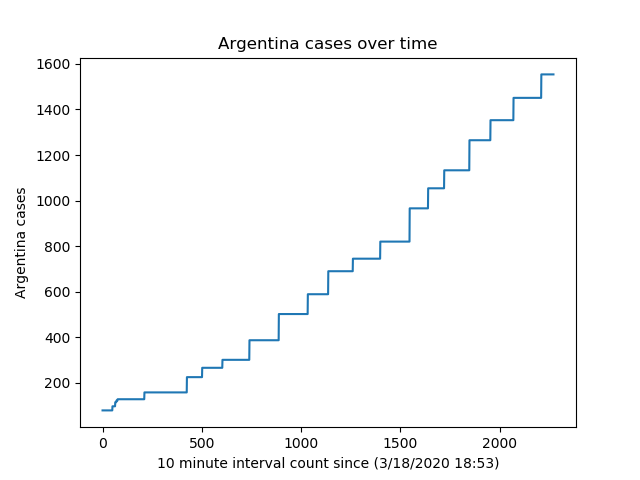 Argentina cases over time
1600
1400
1200
1000
800
600
400
200
Argentina cases
0 500 1000 1500 2000
10 minute interval count since (3/18/2020 18:53)